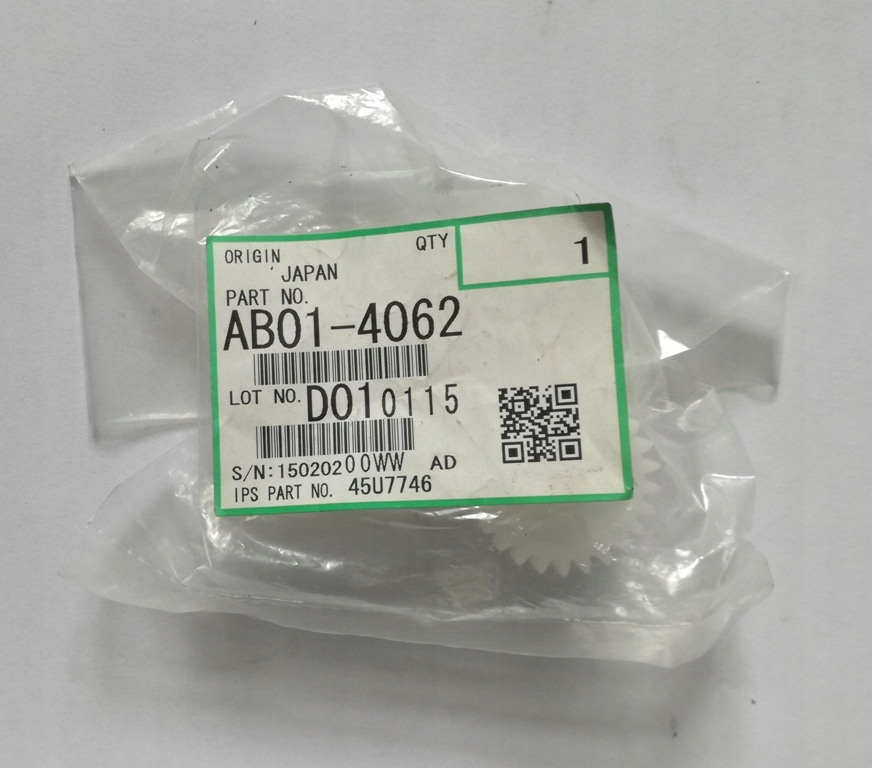 ORIGIN
JAPAN
QTY
1
PART NO.
AB01-4062
LOT NO. D010115
S/N:15020200WW AD
IPS PART NO. 45U7746